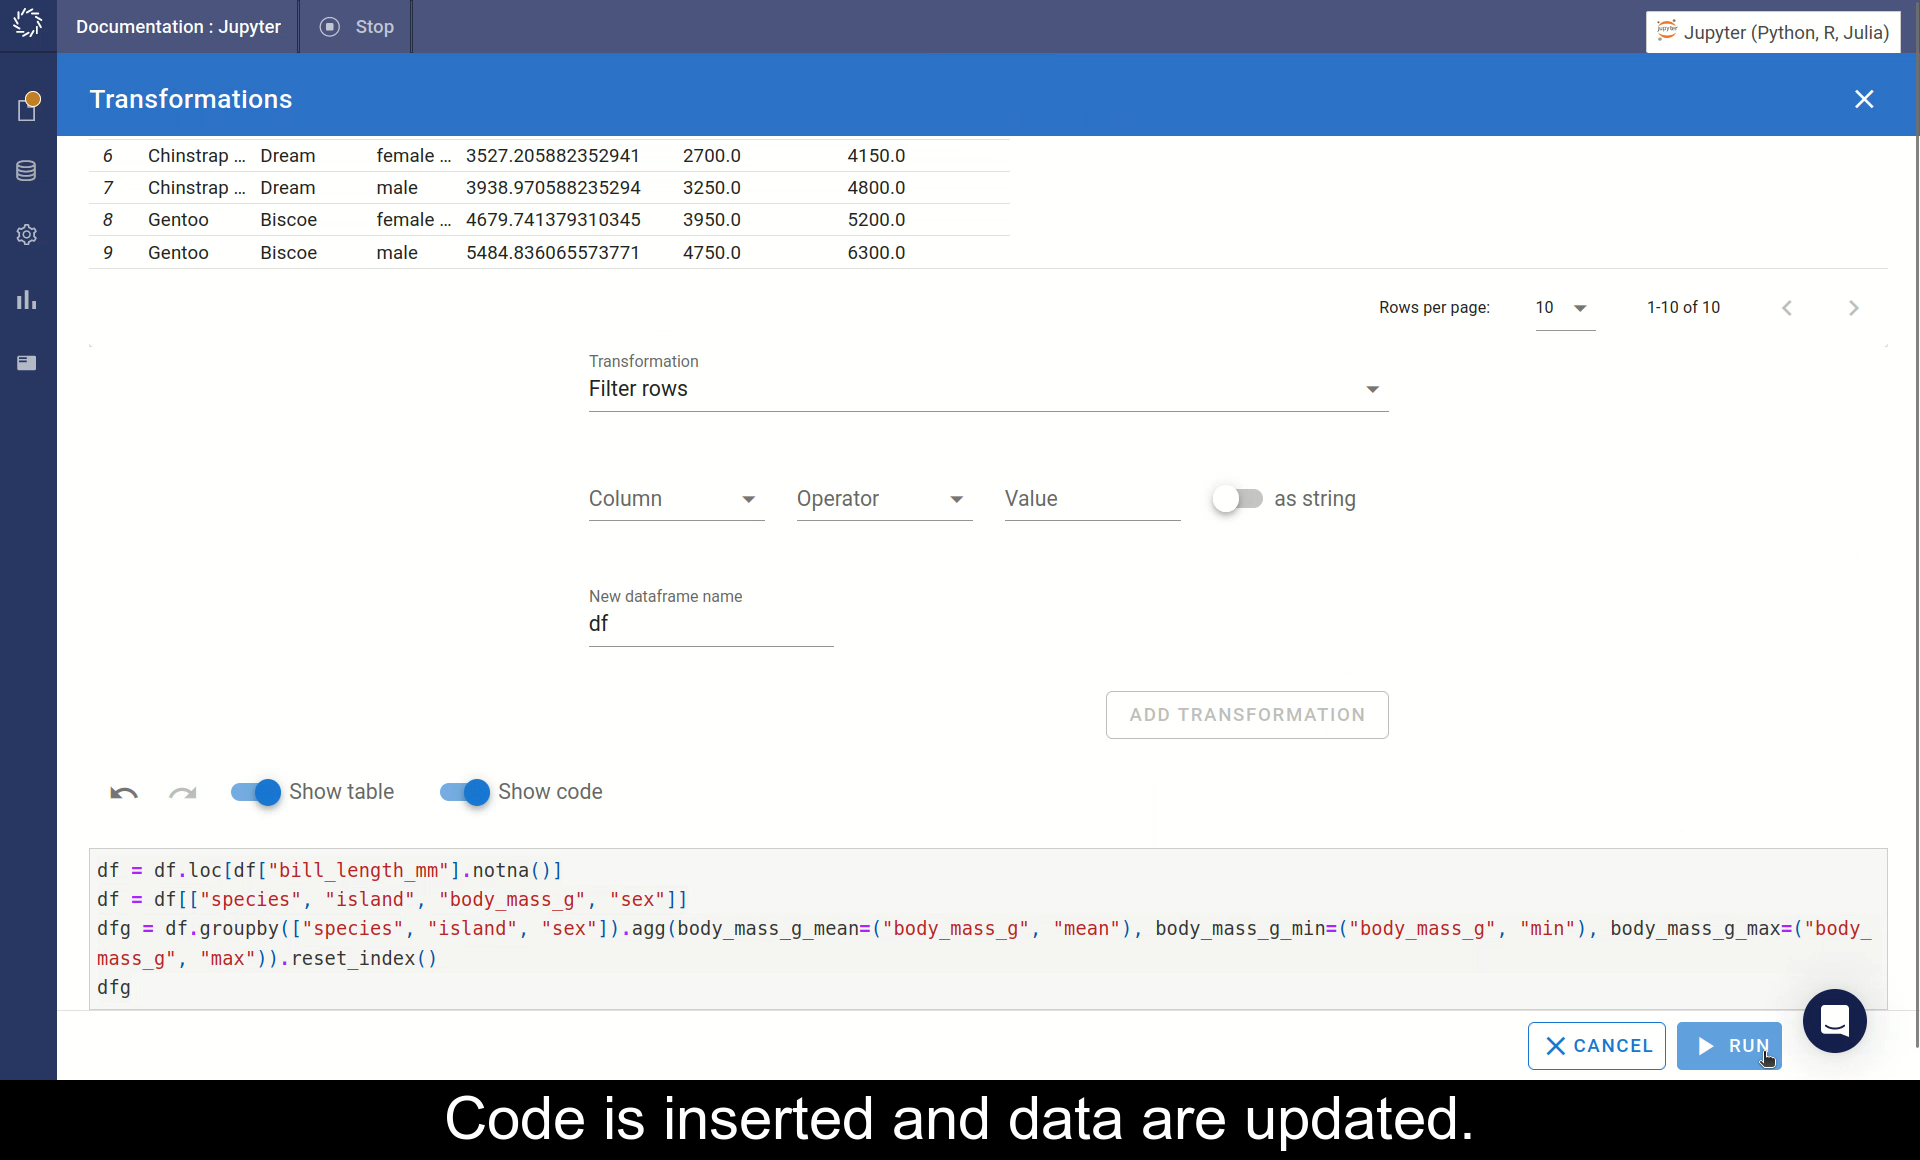 Documentation : Jupyter
Stop
Jupyter (Python, R, Julia)
Transformations
6 Chinstrap ... Dream female ... 3527.205882352941 2700.0 4150.0
7 Chinstrap ... Dream male 3938.970588235294 3250.0 4800.0
8 Gentoo Biscoe female ... 4679.741379310345 3950.0 5200.0
9 Gentoo Biscoe male 5484.836065573771 4750.0 6300.0
Rows per page: 10 1-10 of 10
Transformation
Filter rows
Column Operator Value as string
New dataframe name
df
ADD TRANSFORMATION
Show table Show code
df = df.loc[df["bill_length_mm"].notna()]
df = df[["species", "island", "body_mass_g", "sex"]]
dfg = df.groupby(["species", "island", "sex"]).agg(body_mass_g_mean=("body_mass_g", "mean"), body_mass_g_min=("body_mass_g", "min"), body_mass_g_max=("body_
mass_g", "max")).reset_index()
dfg
CANCEL RUN
Code is inserted and data are updated.